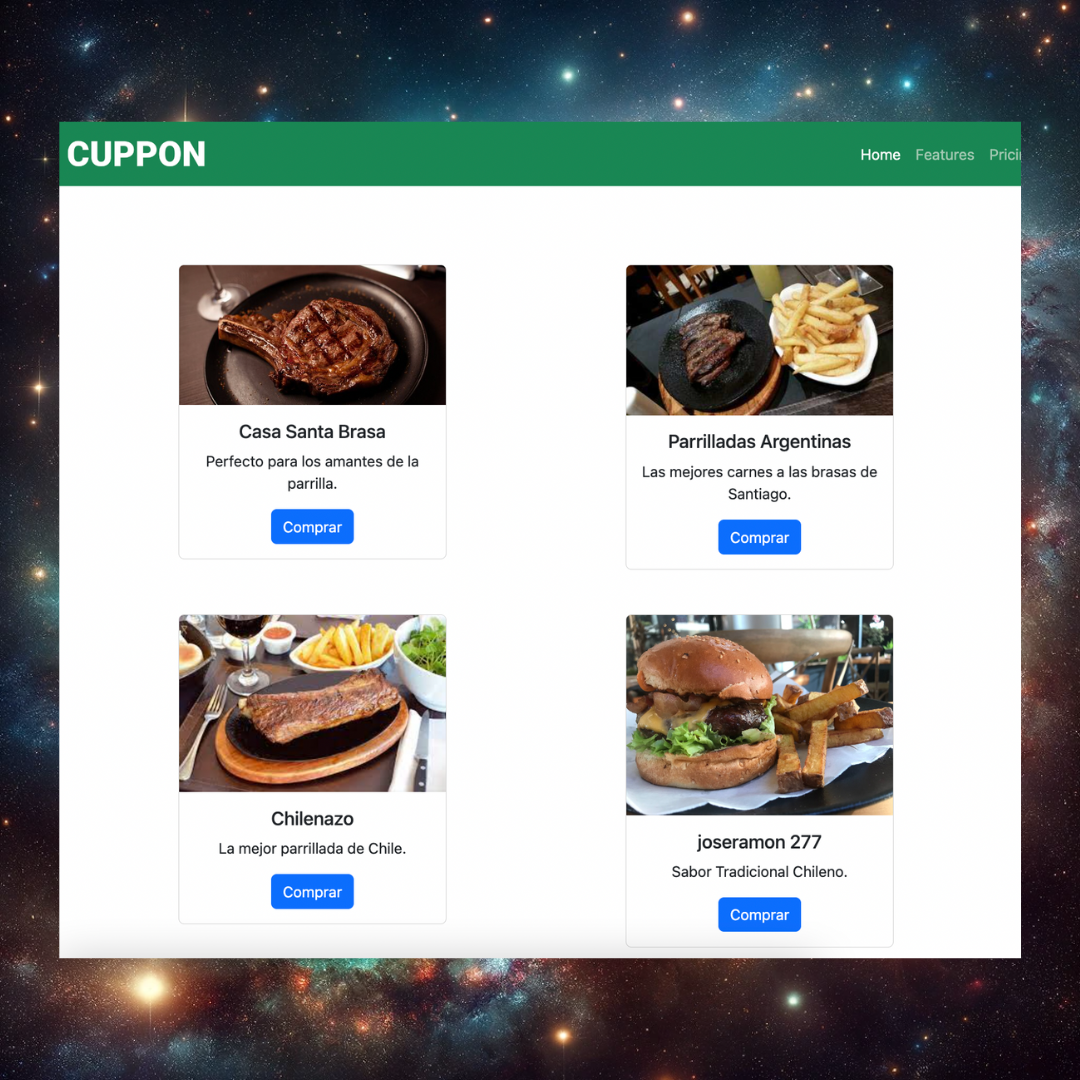 CUPPON
Home Features
Casa Santa Brasa
Perfecto para los amantes de la
parrilla.
Comprar
Parrilladas Argentinas
Las mejores carnes a las brasas de
Santiago.
Comprar
Chilenazo
La mejor parrillada de Chile.
Comprar
joseramon 277
Sabor Tradicional Chileno.
Comprar